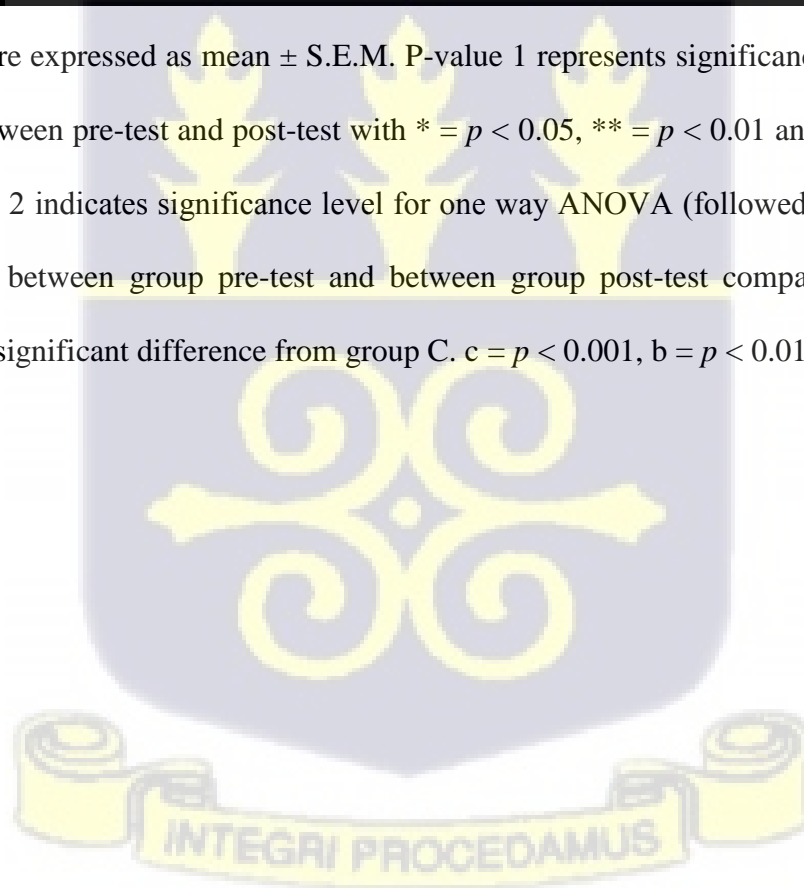 re expressed as mean ± S.E.M. P-value 1 represents significan
ween pre-test and post-test with * = p < 0.05, ** = p < 0.01 an
2 indicates significance level for one way ANOVA (followed
between group pre-test and between group post-test compa
significant difference from group C. c = p < 0.001, b = p < 0.01
INTEGRI PROCEDAMUS